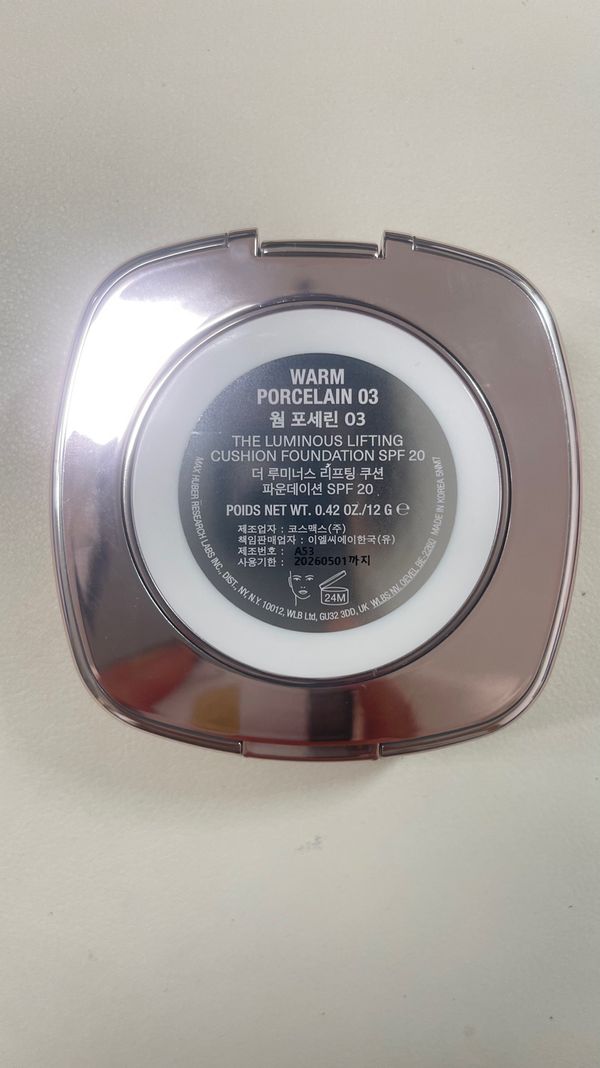 WARM
PORCELAIN 03
웜 포세린 03
THE LUMINOUS LIFTING
CUSHION FOUNDATION SPF 20
더 루미너스 리프팅 쿠션
파운데이션 SPF 20
POIDS NET WT. 0.42 OZ./12 G ℮
제조업자 : 코스맥스(주)
책임판매업자 : 이엘씨에이한국(유)
제조번호 : A53
사용기한 : 20260501까지
24M
MAX HUBER RESEARCH LABS INC., DIST., NY, N.Y. 10012, WLB Ltd, GU32 3DD, UK WLBS NV, OEVEL BE-2260 MADE IN KOREA 5NM7